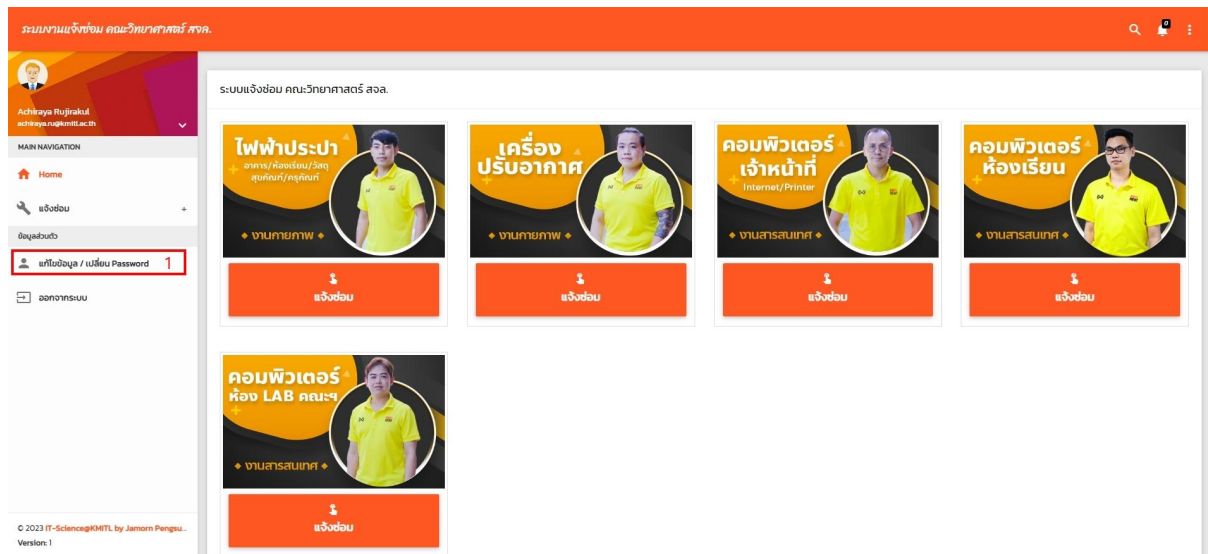 ระบบงานแจ้งซ่อม คณะวิทยาศาสตร์ สจล.
0
Achiraya Rujirakul
achiraya.ru@kmitl.ac.th
MAIN NAVIGATION
Home
แจ้งซ่อม +
ข้อมูลส่วนตัว
แก้ไขข้อมูล / เปลี่ยน Password 1
ออกจากระบบ
© 2023 IT-Science@KMITL by Jamorn Pengsu...
Version: 1
ระบบแจ้งซ่อม คณะวิทยาศาสตร์ สจล.
ไฟฟ้าประปา
อาคาร/ห้องเรียน/วัสดุ
สุขภัณฑ์/ครุภัณฑ์
งานกายภาพ
แจ้งซ่อม
เครื่อง
ปรับอากาศ
งานกายภาพ
แจ้งซ่อม
คอมพิวเตอร์
เจ้าหน้าที่
Internet/Printer
งานสารสนเทศ
แจ้งซ่อม
คอมพิวเตอร์
ห้องเรียน
งานสารสนเทศ
แจ้งซ่อม
คอมพิวเตอร์
ห้อง LAB คณะฯ
งานสารสนเทศ
แจ้งซ่อม